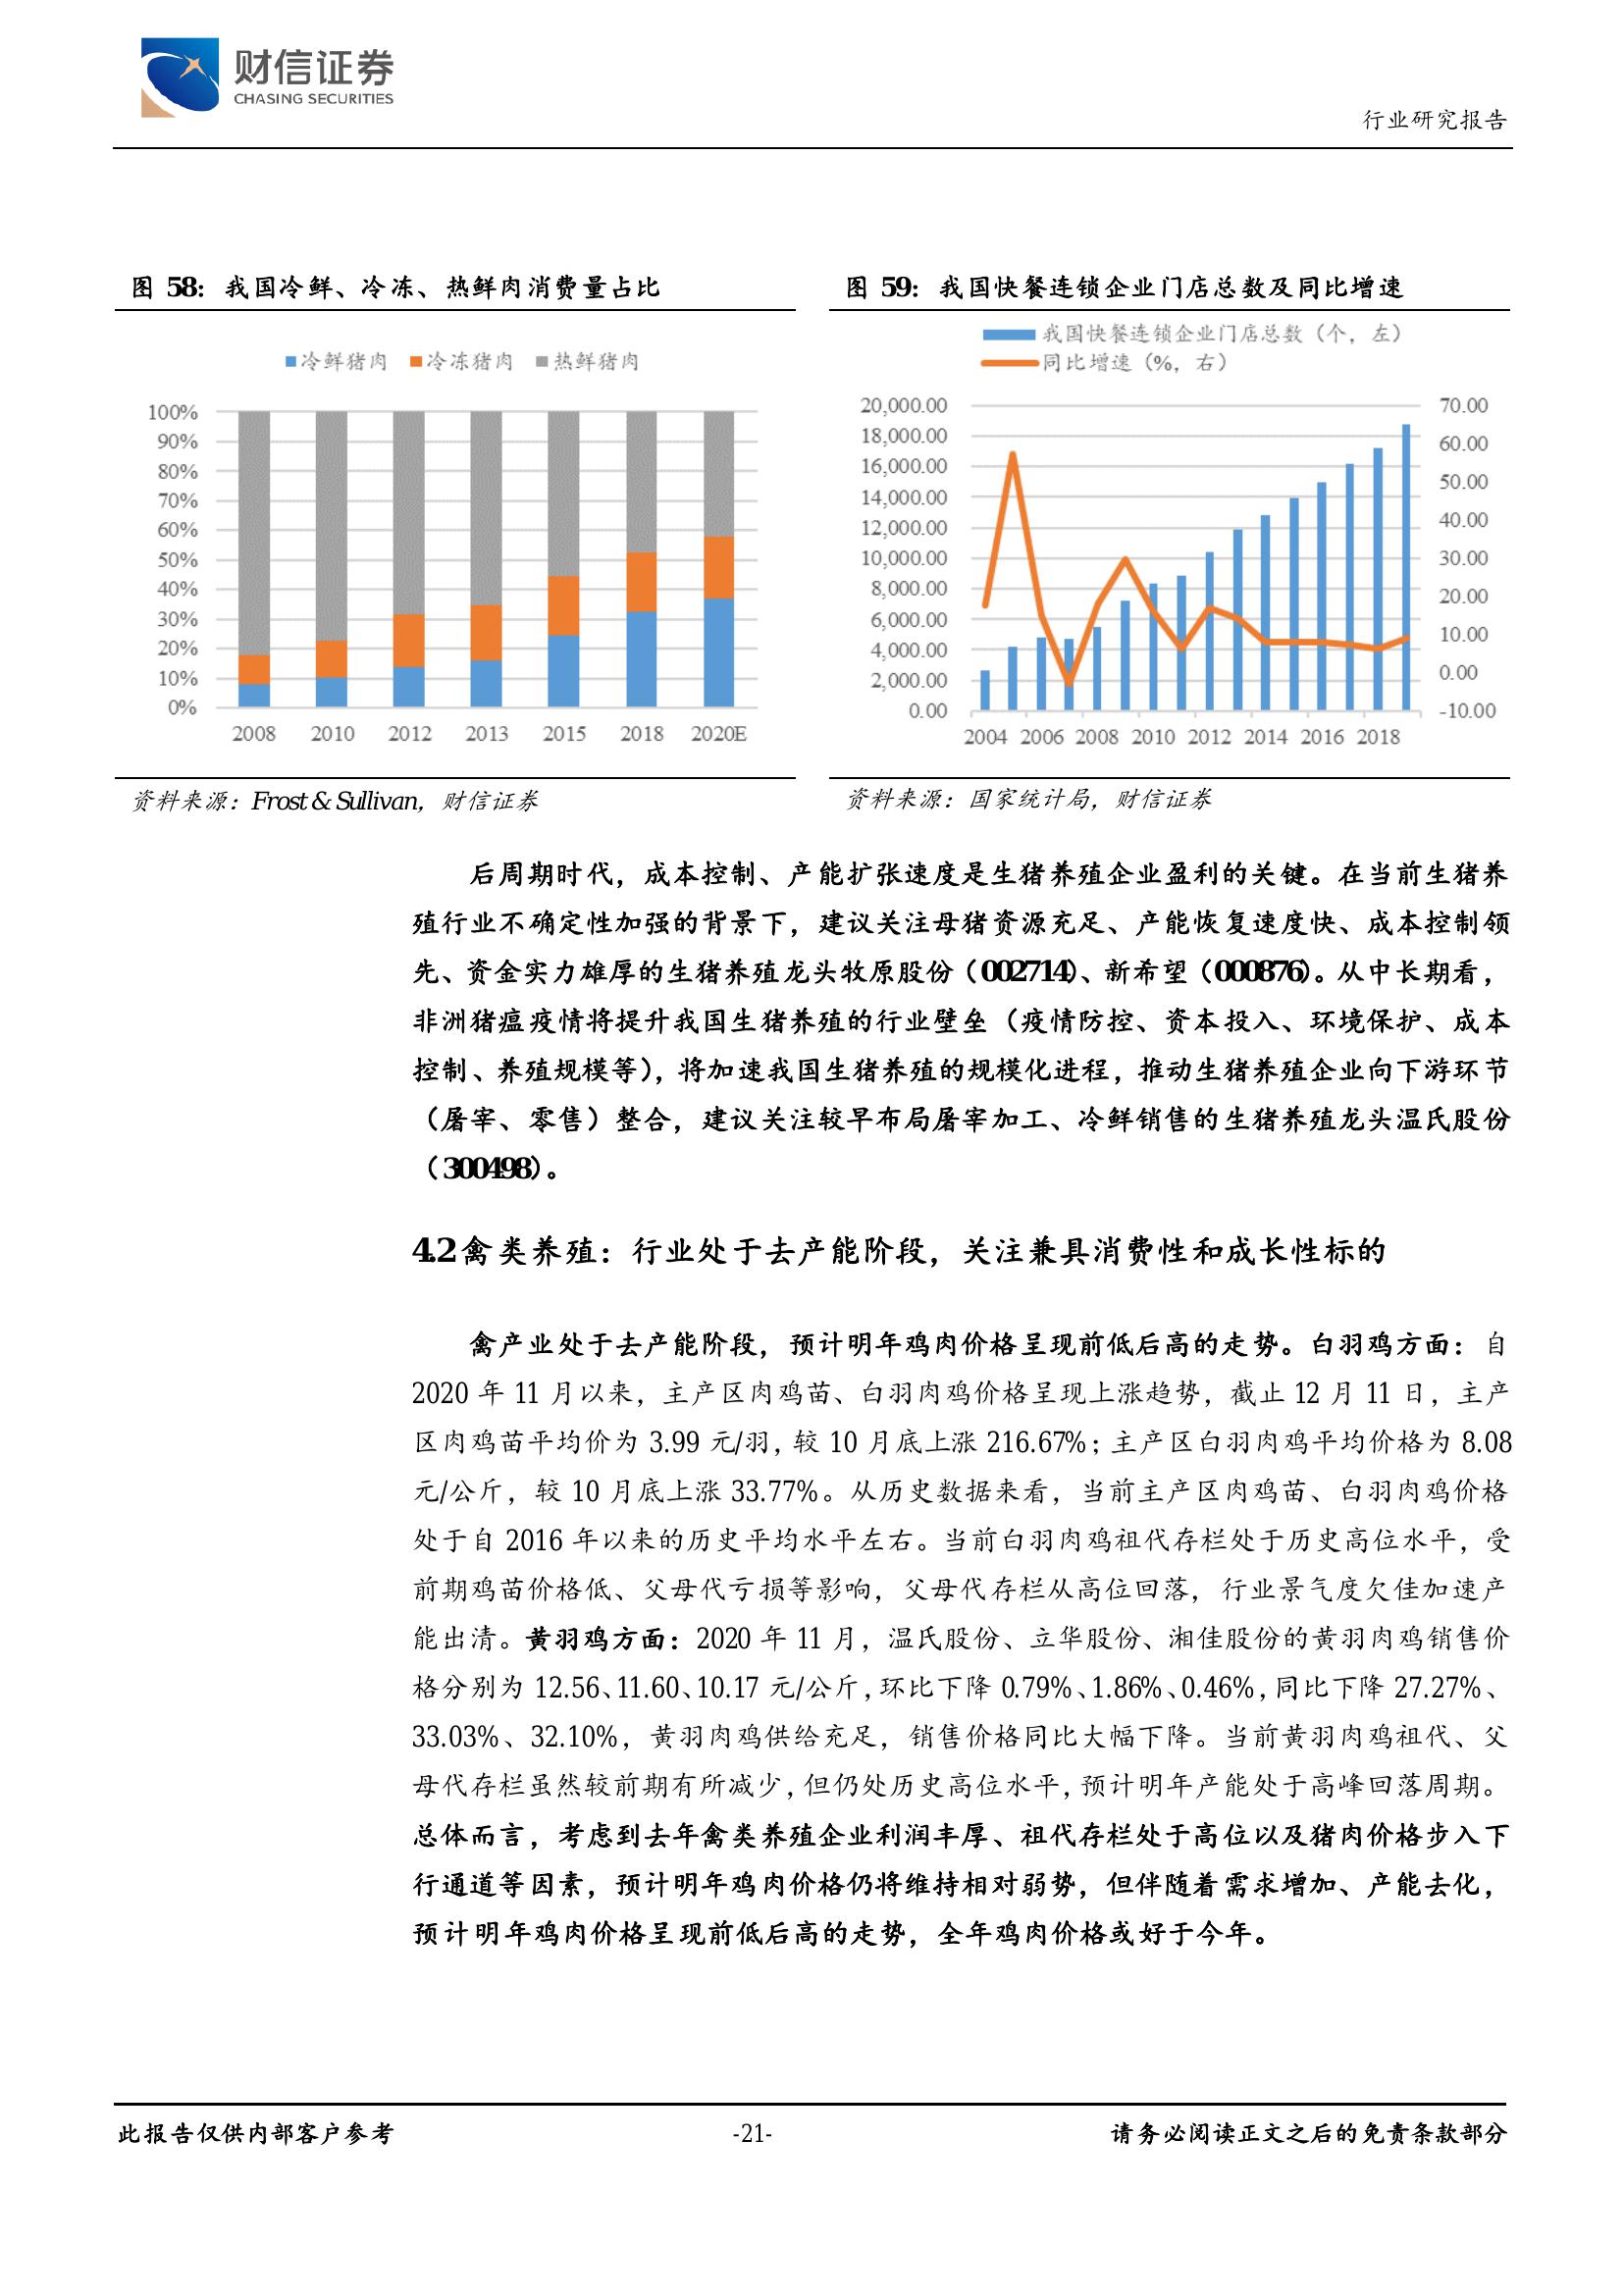 财信证券
CHASING SECURITIES
行业研究报告
图 58：我国冷鲜、冷冻、热鲜肉消费量占比
冷鲜猪肉 冷冻猪肉 热鲜猪肉
100%
90%
80%
70%
60%
50%
40%
30%
20%
10%
0%
2008 2010 2012 2013 2015 2018 2020E
资料来源：Frost & Sullivan，财信证券
图 59：我国快餐连锁企业门店总数及同比增速
我国快餐连锁企业门店总数（个，左）
同比增速（%，右）
20,000.00 70.00
18,000.00 60.00
16,000.00 50.00
14,000.00 40.00
12,000.00 30.00
10,000.00 20.00
8,000.00 10.00
6,000.00 0.00
4,000.00 -10.00
2,000.00
0.00
2004 2006 2008 2010 2012 2014 2016 2018
资料来源：国家统计局，财信证券
后周期时代，成本控制、产能扩张速度是生猪养殖企业盈利的关键。在当前生猪养
殖行业不确定性加强的背景下，建议关注母猪资源充足、产能恢复速度快、成本控制领
先、资金实力雄厚的生猪养殖龙头牧原股份（002714）、新希望（000876）。从中长期看，
非洲猪瘟疫情将提升我国生猪养殖的行业壁垒（疫情防控、资本投入、环境保护、成本
控制、养殖规模等），将加速我国生猪养殖的规模化进程，推动生猪养殖企业向下游环节
（屠宰、零售）整合，建议关注较早布局屠宰加工、冷鲜销售的生猪养殖龙头温氏股份
（300498）。
4.2 禽类养殖：行业处于去产能阶段，关注兼具消费性和成长性标的
禽产业处于去产能阶段，预计明年鸡肉价格呈现前低后高的走势。白羽鸡方面：自
2020 年 11 月以来，主产区肉鸡苗、白羽肉鸡价格呈现上涨趋势，截止 12 月 11 日，主产
区肉鸡苗平均价为 3.99 元/羽，较 10 月底上涨 216.67%；主产区白羽肉鸡平均价格为 8.08
元/公斤，较 10 月底上涨 33.77%。从历史数据来看，当前主产区肉鸡苗、白羽肉鸡价格
处于自 2016 年以来的历史平均水平左右。当前白羽肉鸡祖代存栏处于历史高位水平，受
前期鸡苗价格低、父母代亏损等影响，父母代存栏从高位回落，行业景气度欠佳加速产
能出清。黄羽鸡方面：2020 年 11 月，温氏股份、立华股份、湘佳股份的黄羽肉鸡销售价
格分别为 12.56、11.60、10.17 元/公斤，环比下降 0.79%、1.86%、0.46%，同比下降 27.27%、
33.03%、32.10%，黄羽肉鸡供给充足，销售价格同比大幅下降。当前黄羽肉鸡祖代、父
母代存栏虽然较前期有所减少，但仍处历史高位水平，预计明年产能处于高峰回落周期。
总体而言，考虑到去年禽类养殖企业利润丰厚、祖代存栏处于高位以及猪肉价格步入下
行通道等因素，预计明年鸡肉价格仍将维持相对弱势，但伴随着需求增加、产能去化，
预计明年鸡肉价格呈现前低后高的走势，全年鸡肉价格或好于今年。
此报告仅供内部客户参考 -21- 请务必阅读正文之后的免责条款部分